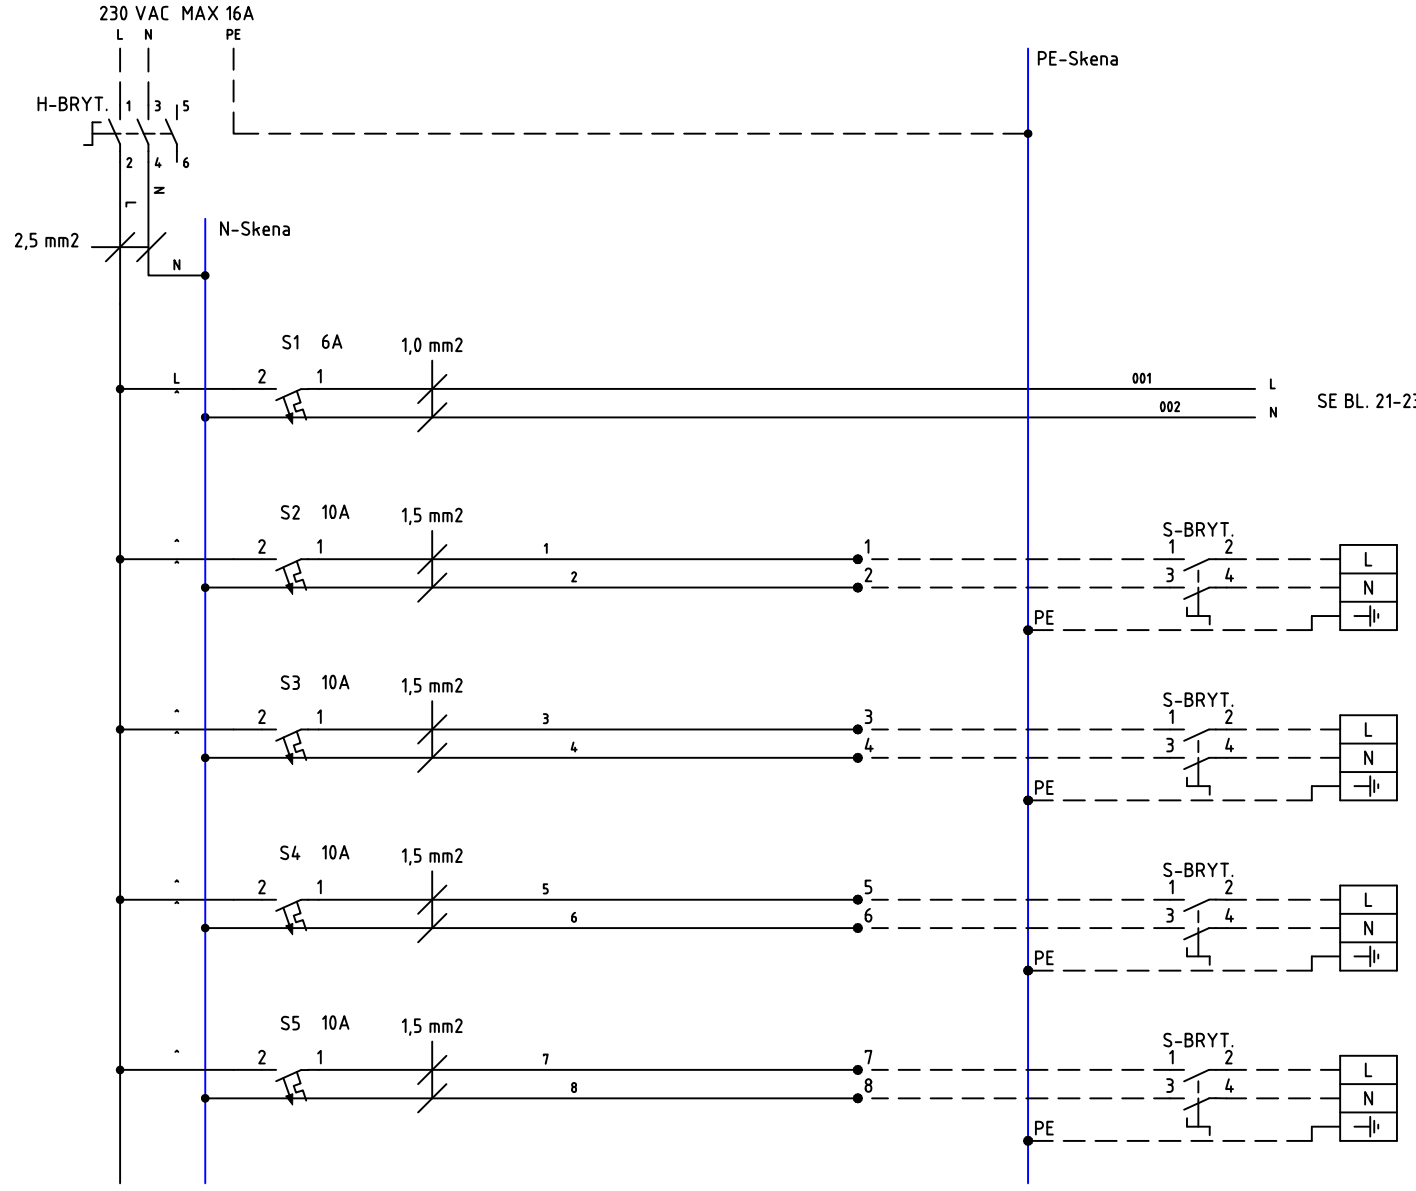 230 VAC MAX 16A
L N PE
PE-Skena
H-BRYT. 1 3 5
2 4 6
L N
N-Skena
2,5 mm2
N
S1 6A 1,0 mm2
L 2 1 001 L
^ 002 N
SE BL. 21-23
S2 10A 1,5 mm2
S-BRYT.
^ 2 1 1 1 1 2 L
^ 2 2 3 4 N
PE
S3 10A 1,5 mm2
S-BRYT.
^ 2 1 3 3 1 2 L
^ 4 4 3 4 N
PE
S4 10A 1,5 mm2
S-BRYT.
^ 2 1 5 5 1 2 L
^ 6 6 3 4 N
PE
S5 10A 1,5 mm2
S-BRYT.
^ 2 1 7 7 1 2 L
8 8 3 4 N
PE